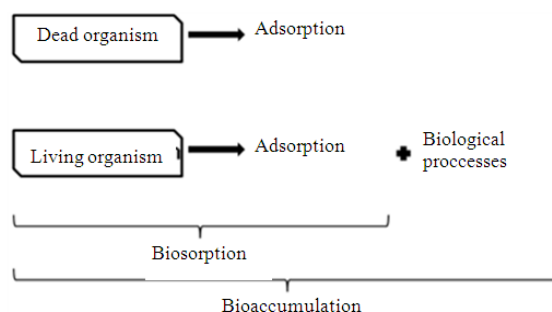 Dead organism
Adsorption
Living organism
Adsorption
Biological
proccesses
Biosorption
Bioaccumulation